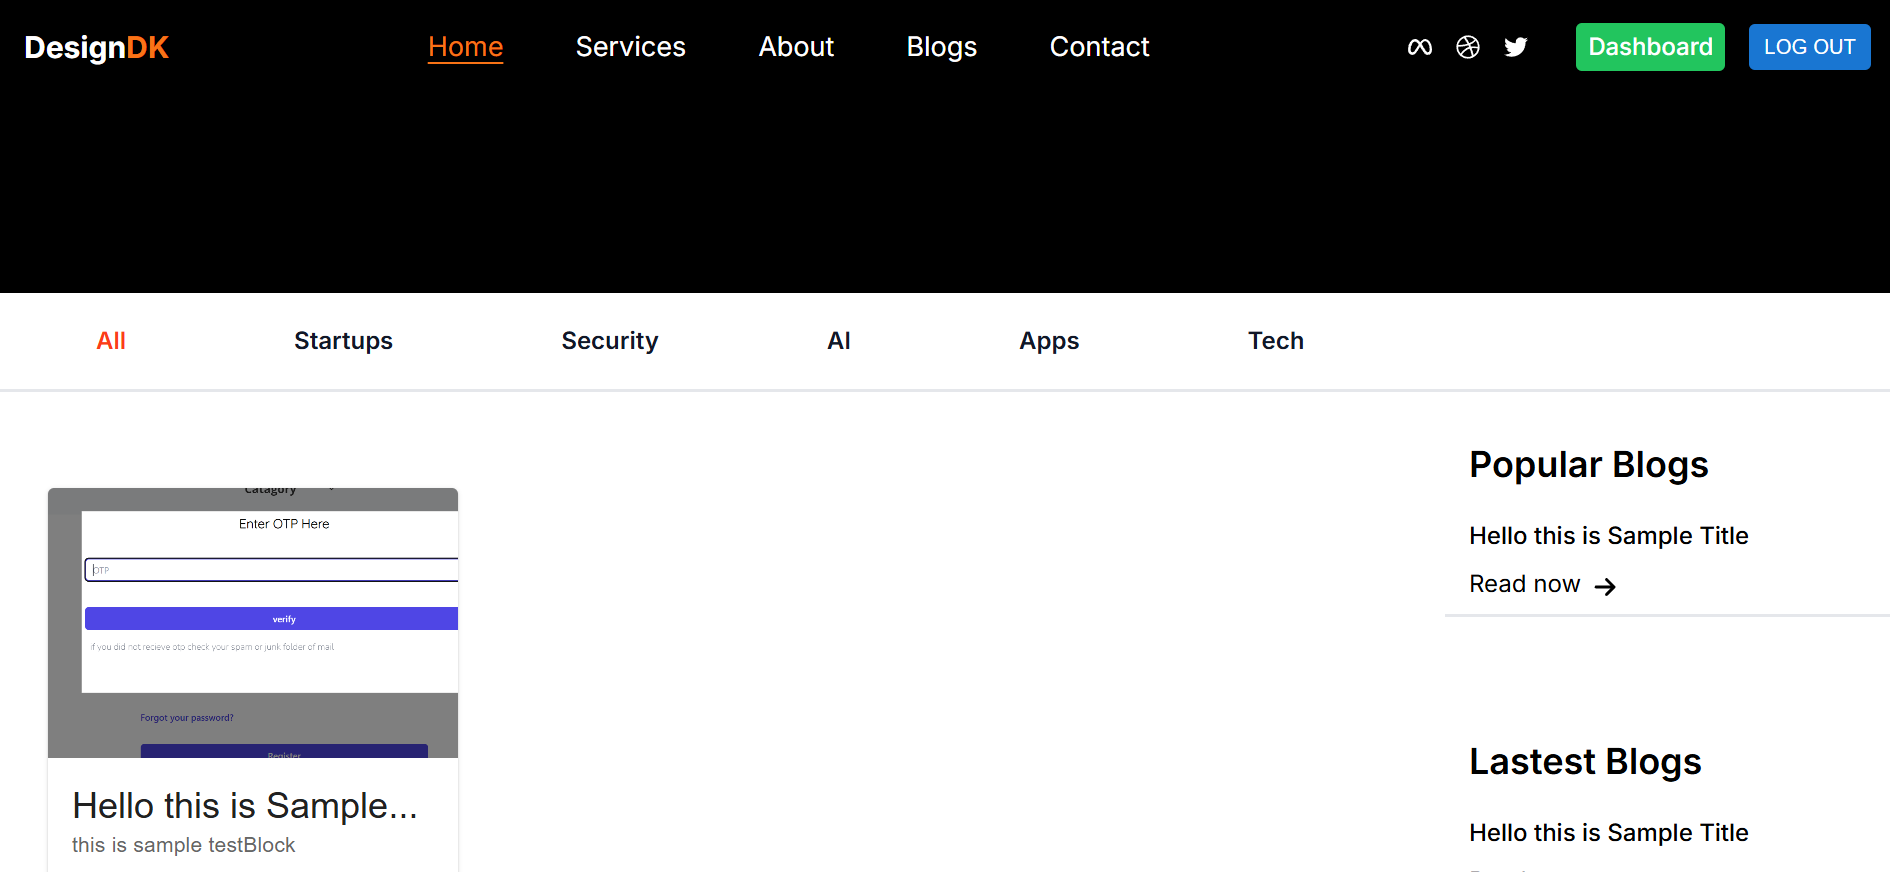 DesignDK
Home Services About Blogs Contact
Dashboard
LOG OUT
All Startups Security AI Apps Tech
Catagory
Enter OTP Here
OTP
verify
if you did not recieve otp check your spam or junk folder of mail
Forgot your password?
Register
Hello this is Sample...
this is sample testBlock
Popular Blogs
Hello this is Sample Title
Read now
Lastest Blogs
Hello this is Sample Title